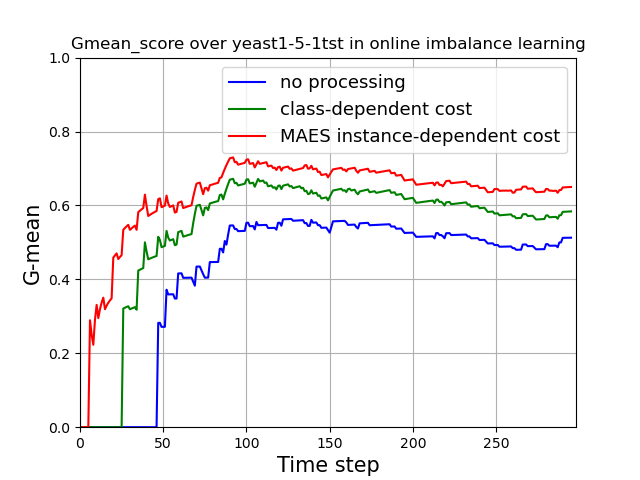 Gmean_score over yeast1-5-1tst in online imbalance learning
no processing
class-dependent cost
MAES instance-dependent cost
G-mean
1.0
0.8
0.6
0.4
0.2
0.0
0 50 100 150 200 250
Time step